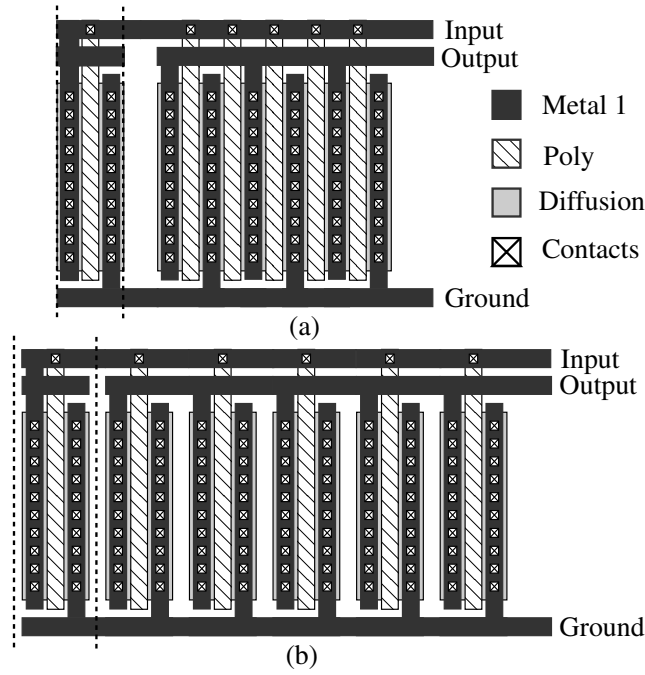 Input
Output
Metal 1
Poly
Diffusion
Contacts
Ground
(a)
Input
Output
Ground
(b)